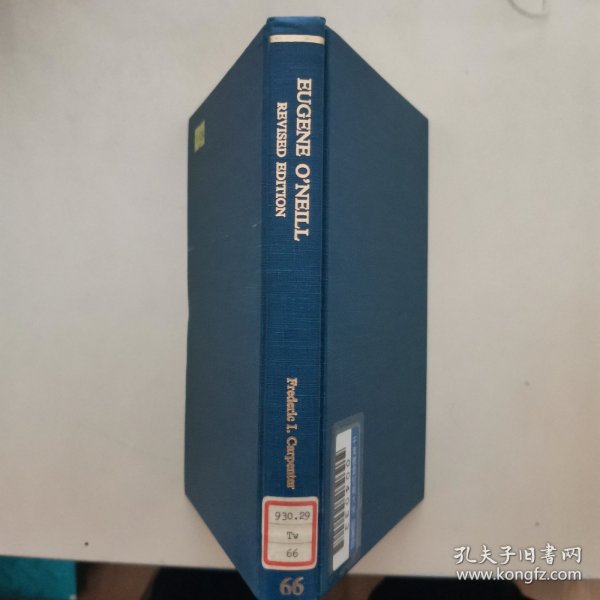 EUGENE O'NEILL
REVISED EDITION
Frederic I. Carpenter
930.29
Tw
66
66
孔夫子旧书网
www.kongfz.com